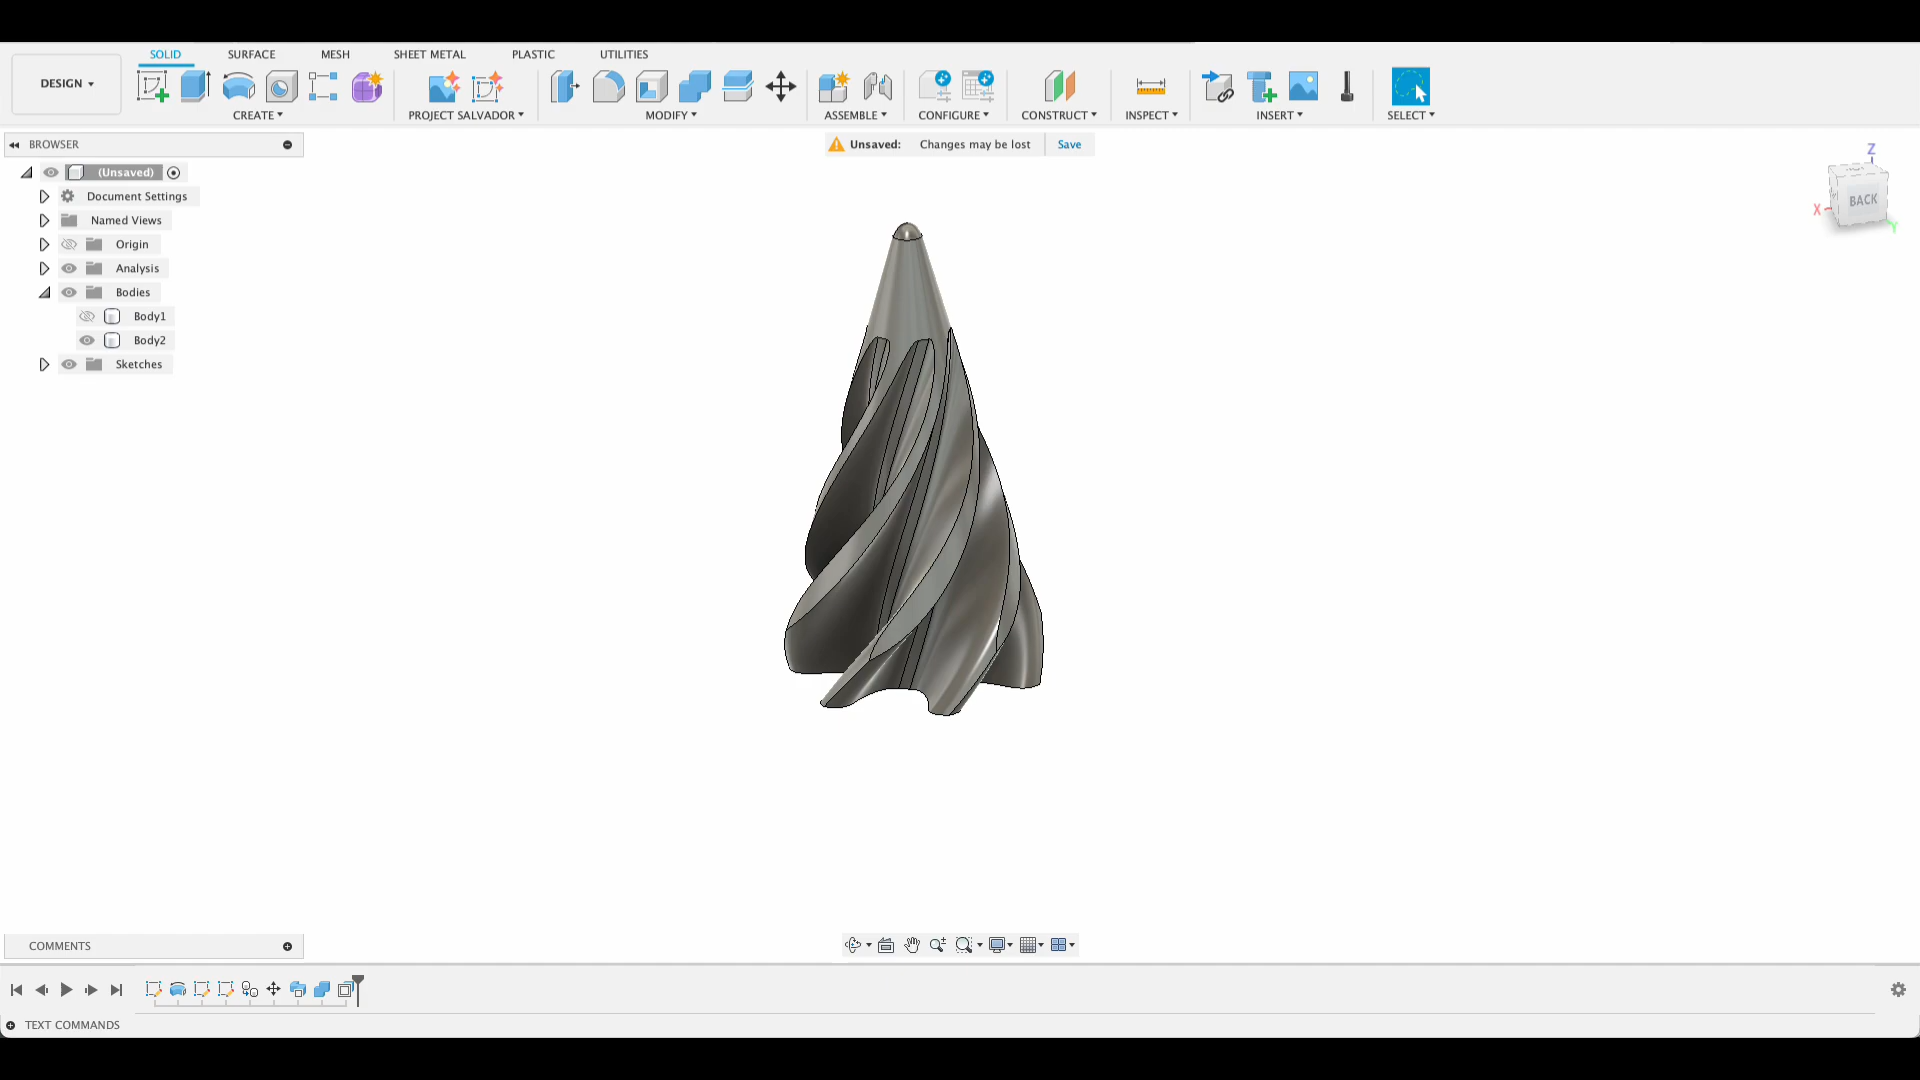 SOLID SURFACE MESH SHEET METAL PLASTIC UTILITIES
DESIGN
CREATE PROJECT SALVADOR MODIFY ASSEMBLE CONFIGURE CONSTRUCT INSPECT INSERT SELECT
BROWSER
Unsaved: Changes may be lost Save
(Unsaved)
Document Settings
Named Views
Origin
Analysis
Bodies
Body1
Body2
Sketches
Z
X
BACK
Y
COMMENTS
TEXT COMMANDS